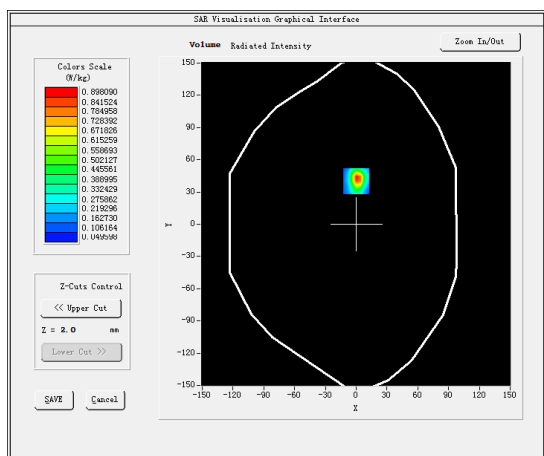 SAR Visualisation Graphical Interface
Volume Radiated Intensity
Zoom In/Out
Colors Scale
(W/kg)
0.898090
0.841524
0.784958
0.728392
0.671826
0.615259
0.558693
0.502127
0.445561
0.388995
0.332429
0.275862
0.219296
0.162730
0.106164
0.049598
Z-Cuts Control
<< Upper Cut
Z = 2.0 mm
Lower Cut >>
SAVE Cancel
150
120
90
60
30
0
-30
-60
-90
-120
-150
Y
-150 -120 -90 -60 -30 0 30 60 90 120 150
X